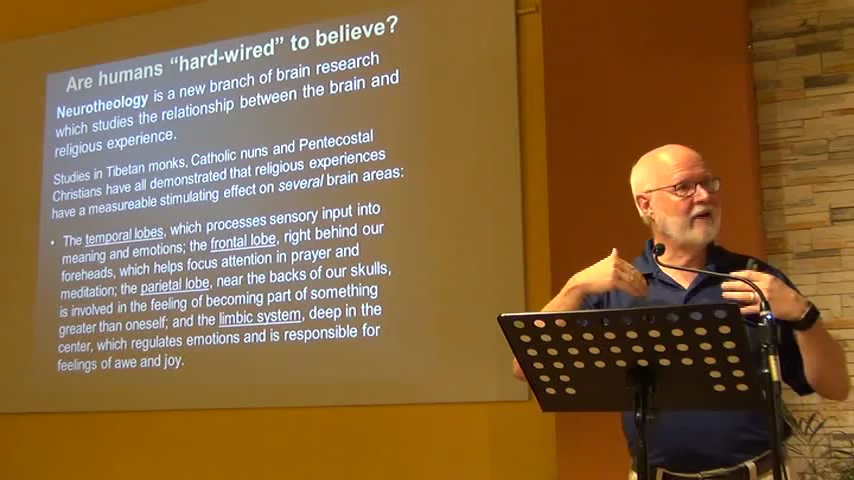 Are humans “hard-wired” to believe?
Neurotheology is a new branch of brain research
which studies the relationship between the brain and
religious experience.
Studies in Tibetan monks, Catholic nuns and Pentecostal
Christians have all demonstrated that religious experiences
have a measureable stimulating effect on several brain areas:
• The temporal lobes, which processes sensory input into
meaning and emotions; the frontal lobe, right behind our
foreheads, which helps focus attention in prayer and
meditation; the parietal lobe, near the backs of our skulls,
is involved in the feeling of becoming part of something
greater than oneself; and the limbic system, deep in the
center, which regulates emotions and is responsible for
feelings of awe and joy.